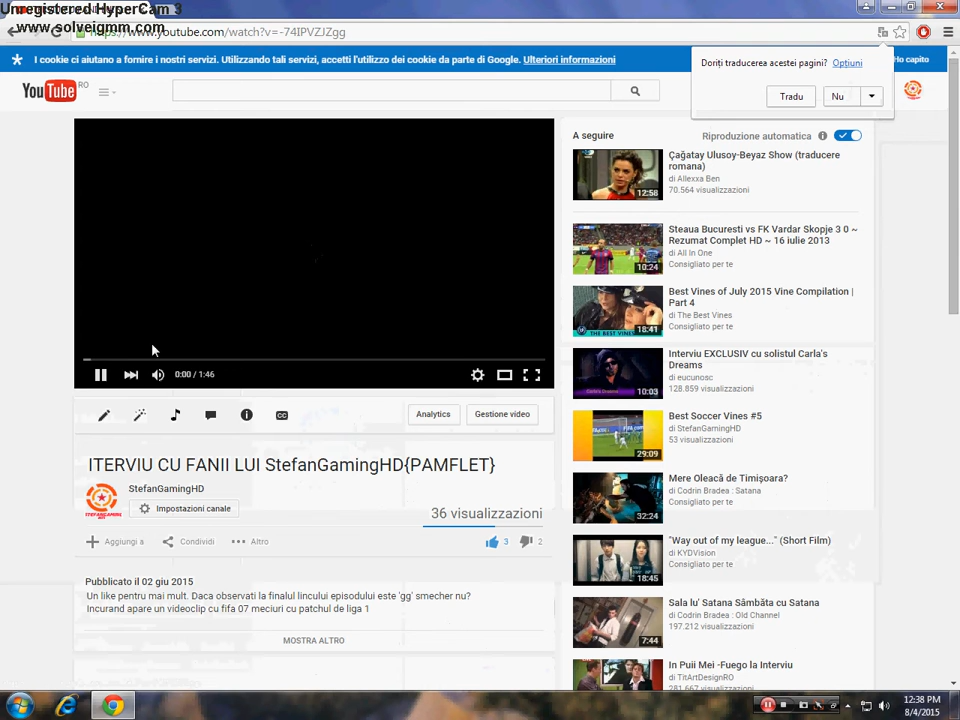 Unregistered HyperCam 3
www.solveigmm.com
https://www.youtube.com/watch?v=-74IPVZJZgg
I cookie ci aiutano a fornire i nostri servizi. Utilizzando tali servizi, accetti l'utilizzo dei cookie da parte di Google. Ulteriori informazioni
Ho capito
Doriți traducerea acestei pagini? Opțiuni
Tradu
Nu
YouTube RO
A seguire
Riproduzione automatica
Çağatay Ulusoy-Beyaz Show (traducere
romana)
di Allexxa Ben
70.564 visualizzazioni
12:58
Steaua Bucuresti vs FK Vardar Skopje 3 0 ~
Rezumat Complet HD ~ 16 iulie 2013
di All In One
Consigliato per te
10:24
Best Vines of July 2015 Vine Compilation |
Part 4
di The Best Vines
Consigliato per te
THE BEST VINES
18:41
Interviu EXCLUSIV cu solistul Carla's
Dreams
di eucunosc
128.859 visualizzazioni
10:03
Best Soccer Vines #5
di StefanGamingHD
53 visualizzazioni
29:09
Mere Oleacă de Timișoara?
di Codrin Bradea : Satana
Consigliato per te
32:24
"Way out of my league..." (Short Film)
di KYDVision
Consigliato per te
18:45
Sala lu' Satana Sâmbăta cu Satana
di Codrin Bradea : Old Channel
197.212 visualizzazioni
7:44
In Puii Mei -Fuego la Interviu
di TitArtDesignRO
281.667 visualizzazioni
0:00 / 1:46
Analytics
Gestione video
ITERVIU CU FANII LUI StefanGamingHD{PAMFLET}
StefanGamingHD
Impostazioni canale
36 visualizzazioni
Aggiungi a
Condividi
Altro
3
2
Pubblicato il 02 giu 2015
Un like pentru mai mult. Daca observati la finalul lincului episodului este 'gg' smecher nu?
Incurand apare un videoclip cu fifa 07 meciuri cu patchul de liga 1
MOSTRA ALTRO
12:38 PM
8/4/2015